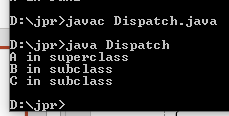 D:\jpr>javac Dispatch.java
D:\jpr>java Dispatch
A in superclass
B in subclass
C in subclass
D:\jpr>